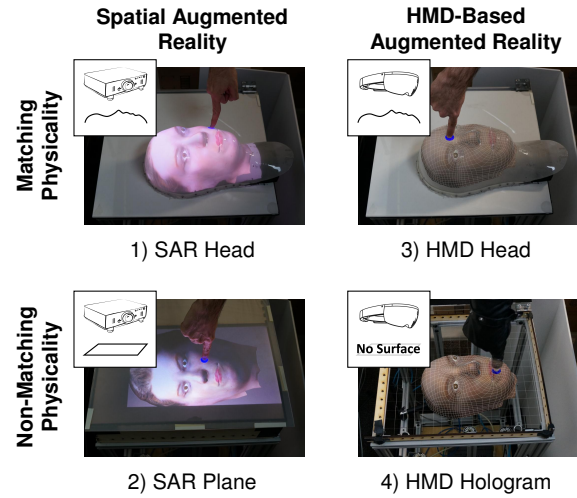 Spatial Augmented
Reality
HMD-Based
Augmented Reality
Matching
Physicality
1) SAR Head
3) HMD Head
Non-Matching
Physicality
No Surface
2) SAR Plane
4) HMD Hologram